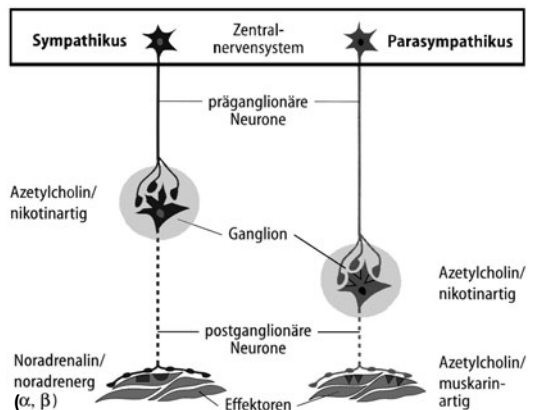 Sympathikus
Zentral-
nervensystem
Parasympathikus
präganglionäre
Neurone
Azetylcholin/
nikotinartig
Ganglion
Azetylcholin/
nikotinartig
postganglionäre
Neurone
Noradrenalin/
noradrenerg
(α, β)
Effektoren
Azetylcholin/
muskarin-
artig